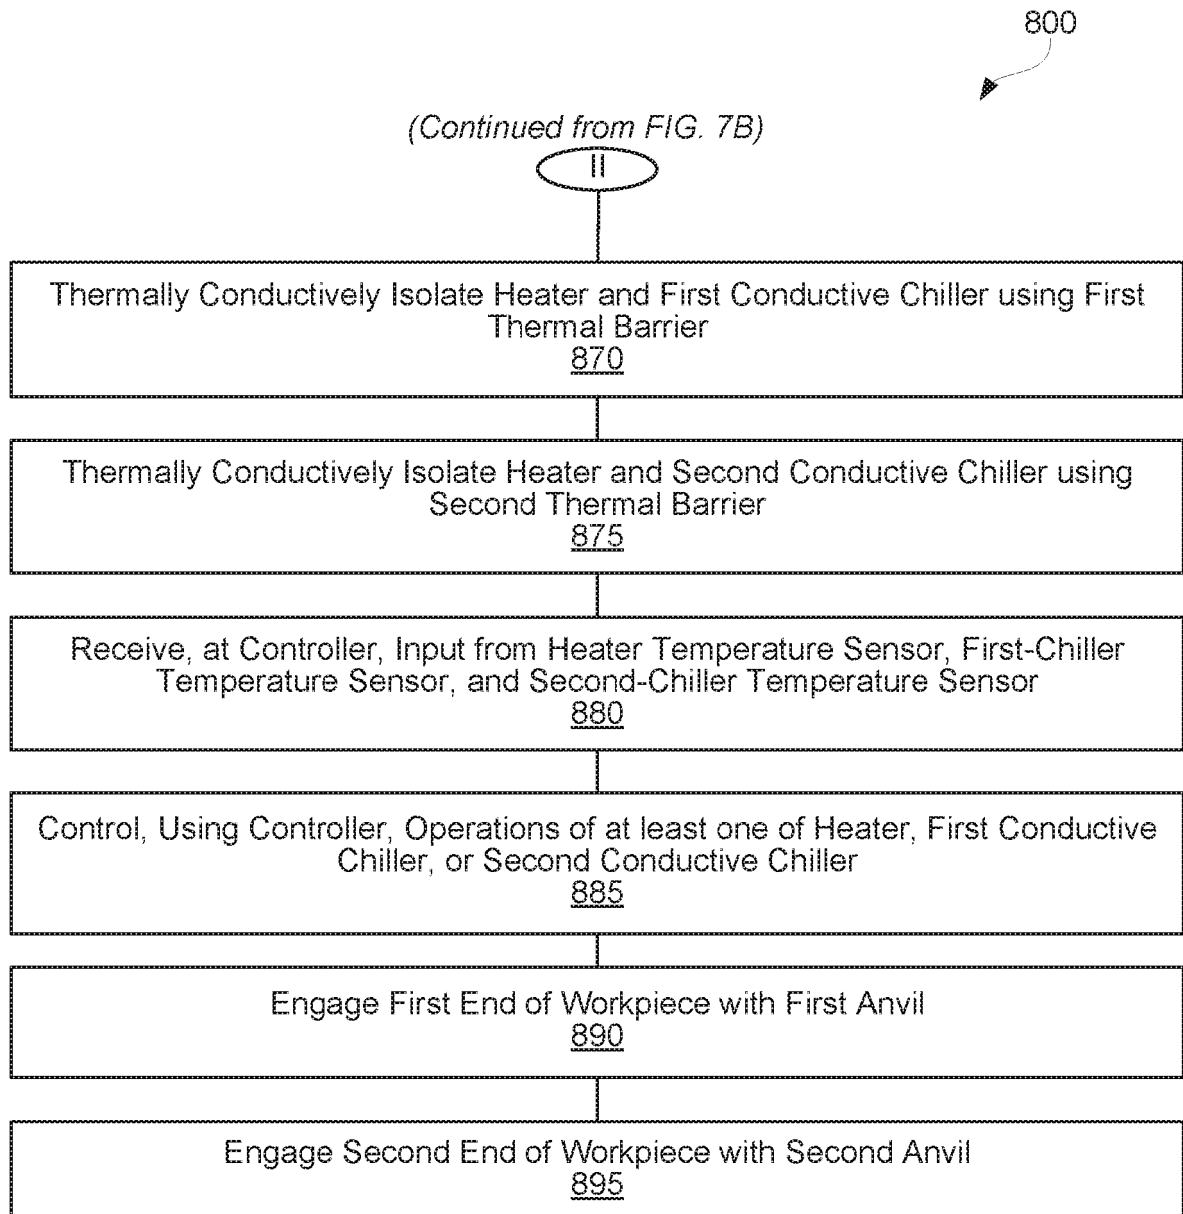 800
(Continued from FIG. 7B)
II
Thermally Conductively Isolate Heater and First Conductive Chiller using First
Thermal Barrier
870
Thermally Conductively Isolate Heater and Second Conductive Chiller using
Second Thermal Barrier
875
Receive, at Controller, Input from Heater Temperature Sensor, First-Chiller
Temperature Sensor, and Second-Chiller Temperature Sensor
880
Control, Using Controller, Operations of at least one of Heater, First Conductive
Chiller, or Second Conductive Chiller
885
Engage First End of Workpiece with First Anvil
890
Engage Second End of Workpiece with Second Anvil
895